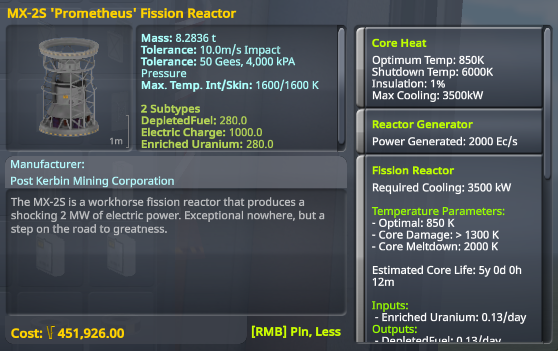 MX-2S 'Prometheus' Fission Reactor
Mass: 8.2836 t
Tolerance: 10.0m/s Impact
Tolerance: 50 Gees, 4,000 kPA
Pressure
Max. Temp. Int/Skin: 1600/1600 K
2 Subtypes
DepletedFuel: 280.0
Electric Charge: 1000.0
Enriched Uranium: 280.0
1m
Manufacturer:
Post Kerbin Mining Corporation
The MX-2S is a workhorse fission reactor that produces a
shocking 2 MW of electric power. Exceptional nowhere, but a
step on the road to greatness.
Cost: 451,926.00
[RMB] Pin, Less
Core Heat
Optimum Temp: 850K
Shutdown Temp: 6000K
Insulation: 1%
Max Cooling: 3500kW
Reactor Generator
Power Generated: 2000 Ec/s
Fission Reactor
Required Cooling: 3500 kW
Temperature Parameters:
- Optimal: 850 K
- Core Damage: > 1300 K
- Core Meltdown: 2000 K
Estimated Core Life: 5y 0d 0h
12m
Inputs:
- Enriched Uranium: 0.13/day
Outputs:
- DepletedFuel: 0.13/day